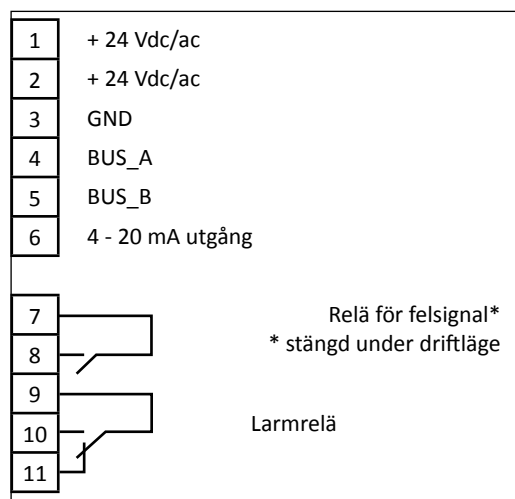 1 + 24 Vdc/ac
2 + 24 Vdc/ac
3 GND
4 BUS_A
5 BUS_B
6 4 - 20 mA utgång
7 Relä för felsignal*
8 * stängd under driftläge
9
10 Larmrelä
11